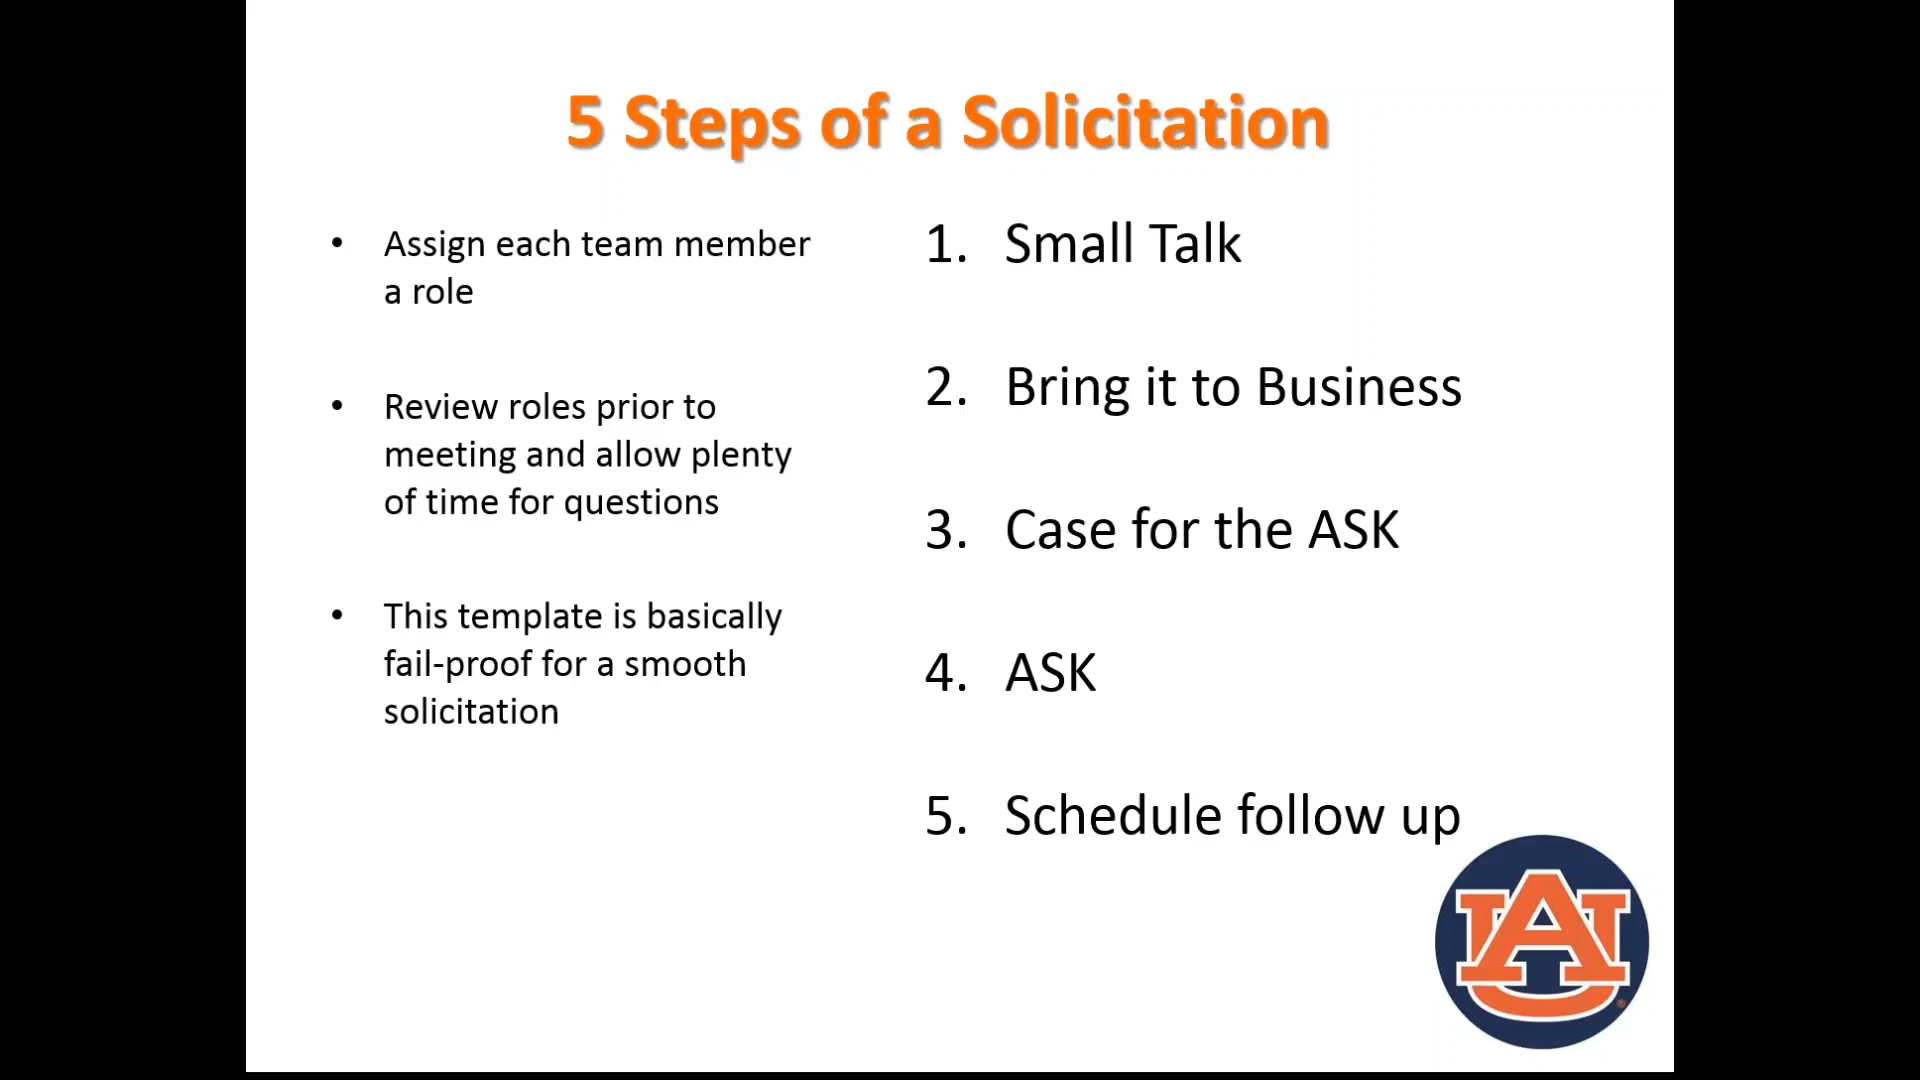 5 Steps of a Solicitation
• Assign each team member
a role
• Review roles prior to
meeting and allow plenty
of time for questions
• This template is basically
fail-proof for a smooth
solicitation
1. Small Talk
2. Bring it to Business
3. Case for the ASK
4. ASK
5. Schedule follow up
AU
®